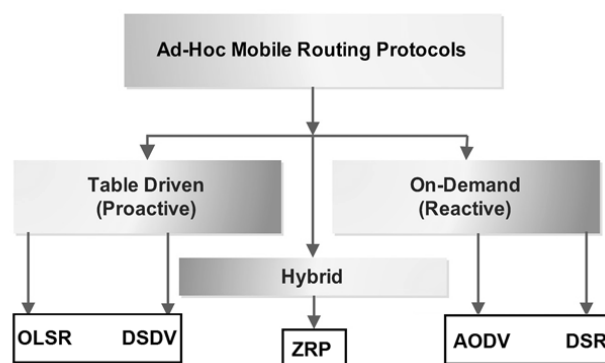 Ad-Hoc Mobile Routing Protocols
Table Driven
(Proactive)
On-Demand
(Reactive)
Hybrid
OLSR DSDV
ZRP
AODV DSR